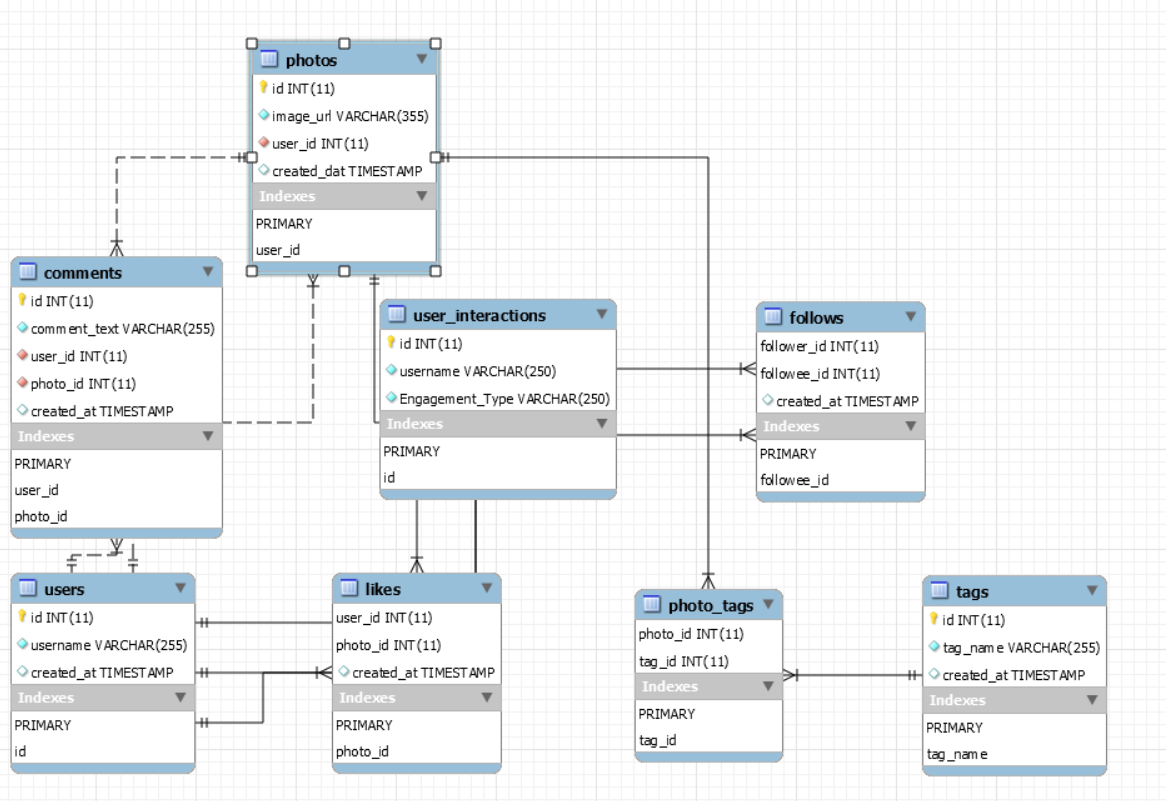 photos
id INT(11)
image_url VARCHAR(355)
user_id INT(11)
created_dat TIMESTAMP
Indexes
PRIMARY
user_id
comments
id INT(11)
comment_text VARCHAR(255)
user_id INT(11)
photo_id INT(11)
created_at TIMESTAMP
Indexes
PRIMARY
user_id
photo_id
user_interactions
id INT(11)
username VARCHAR(250)
Engagement_Type VARCHAR(250)
Indexes
PRIMARY
id
follows
follower_id INT(11)
followee_id INT(11)
created_at TIMESTAMP
Indexes
PRIMARY
followee_id
users
id INT(11)
username VARCHAR(255)
created_at TIMESTAMP
Indexes
PRIMARY
id
likes
user_id INT(11)
photo_id INT(11)
created_at TIMESTAMP
Indexes
PRIMARY
photo_id
photo_tags
photo_id INT(11)
tag_id INT(11)
Indexes
PRIMARY
tag_id
tags
id INT(11)
tag_name VARCHAR(255)
created_at TIMESTAMP
Indexes
PRIMARY
tag_name